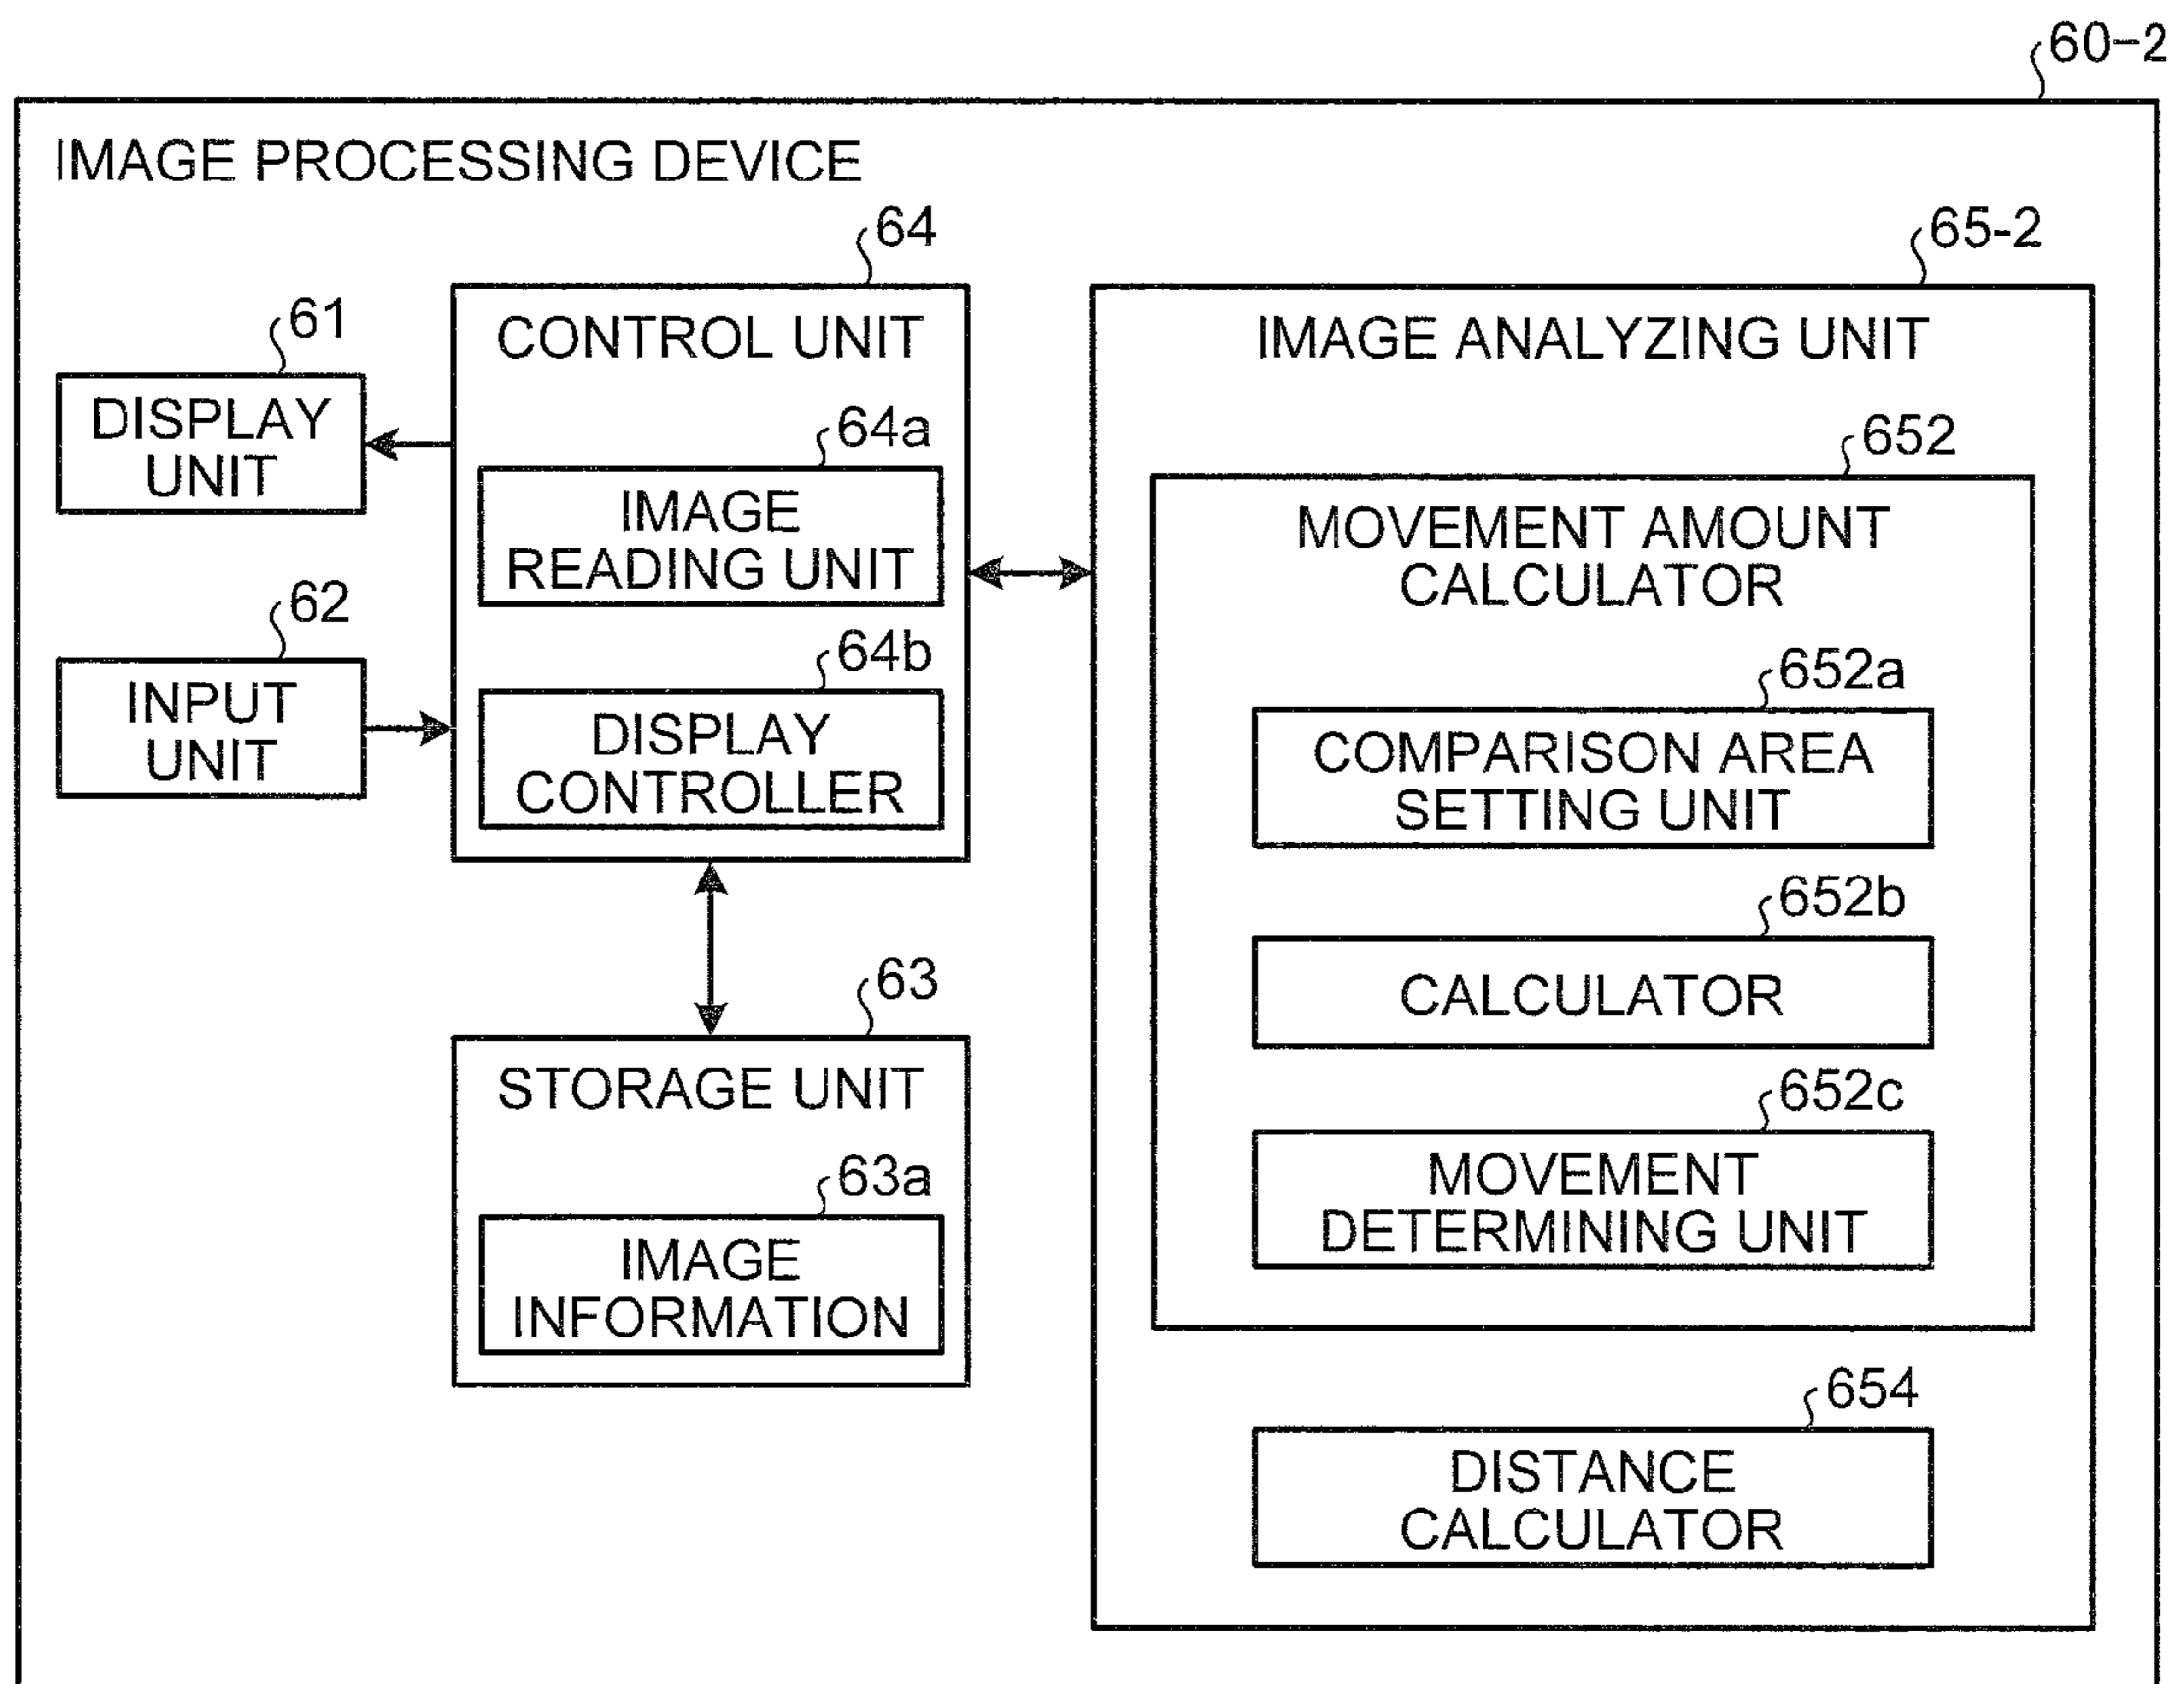 60-2
IMAGE PROCESSING DEVICE
64
CONTROL UNIT
61
DISPLAY
UNIT
64a
IMAGE
READING UNIT
62
INPUT
UNIT
64b
DISPLAY
CONTROLLER
63
STORAGE UNIT
63a
IMAGE
INFORMATION
65-2
IMAGE ANALYZING UNIT
652
MOVEMENT AMOUNT
CALCULATOR
652a
COMPARISON AREA
SETTING UNIT
652b
CALCULATOR
652c
MOVEMENT
DETERMINING UNIT
654
DISTANCE
CALCULATOR